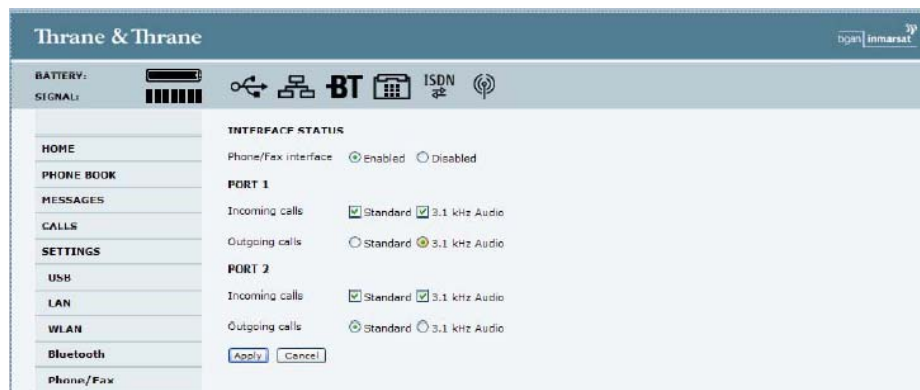 Thrane & Thrane
bgan inmarsat
BATTERY:
SIGNAL:
BT
ISDN
HOME
PHONE BOOK
MESSAGES
CALLS
SETTINGS
USB
LAN
WLAN
Bluetooth
Phone/Fax
INTERFACE STATUS
Phone/Fax interface Enabled Disabled
PORT 1
Incoming calls Standard 3.1 kHz Audio
Outgoing calls Standard 3.1 kHz Audio
PORT 2
Incoming calls Standard 3.1 kHz Audio
Outgoing calls Standard 3.1 kHz Audio
Apply Cancel